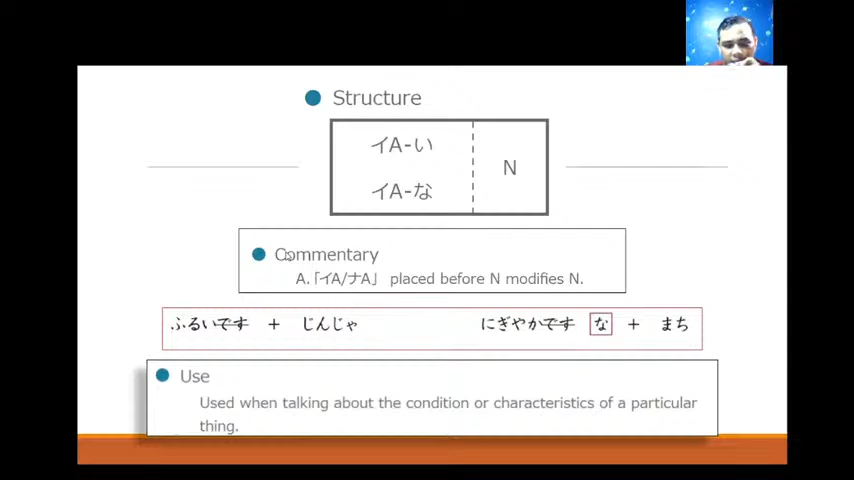 Structure
イA-い
イA-な
N
Commentary
A.「イA/ナA」 placed before N modifies N.
ふるいです + じんじゃ
にぎやかです な + まち
Use
Used when talking about the condition or characteristics of a particular
thing.